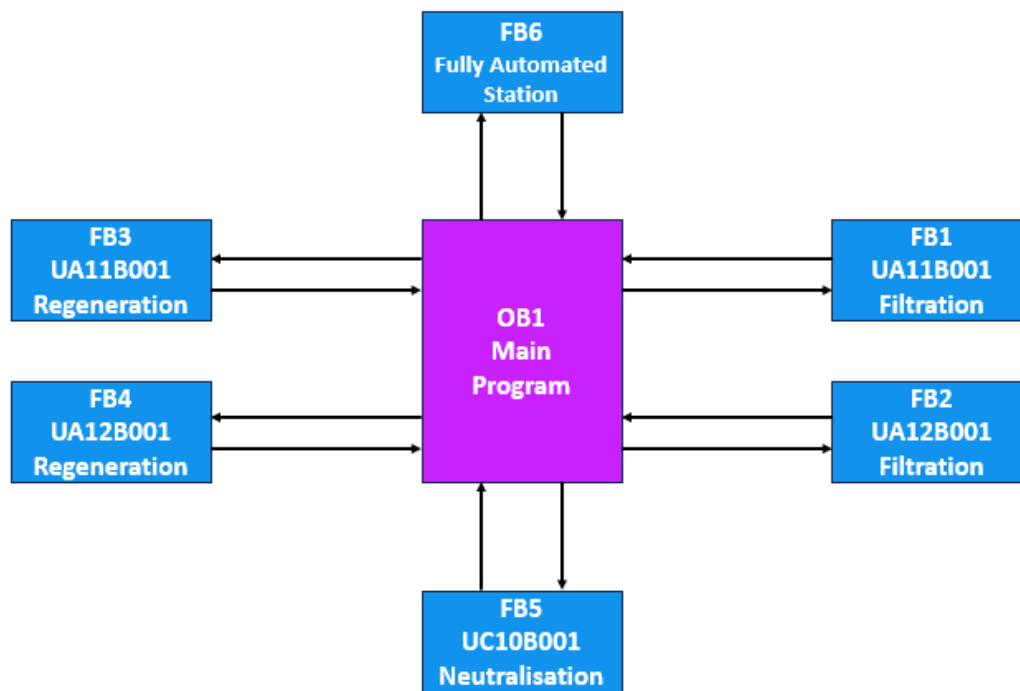 FB6
Fully Automated
Station
FB3
UA11B001
Regeneration
OB1
Main
Program
FB1
UA11B001
Filtration
FB4
UA12B001
Regeneration
FB2
UA12B001
Filtration
FB5
UC10B001
Neutralisation